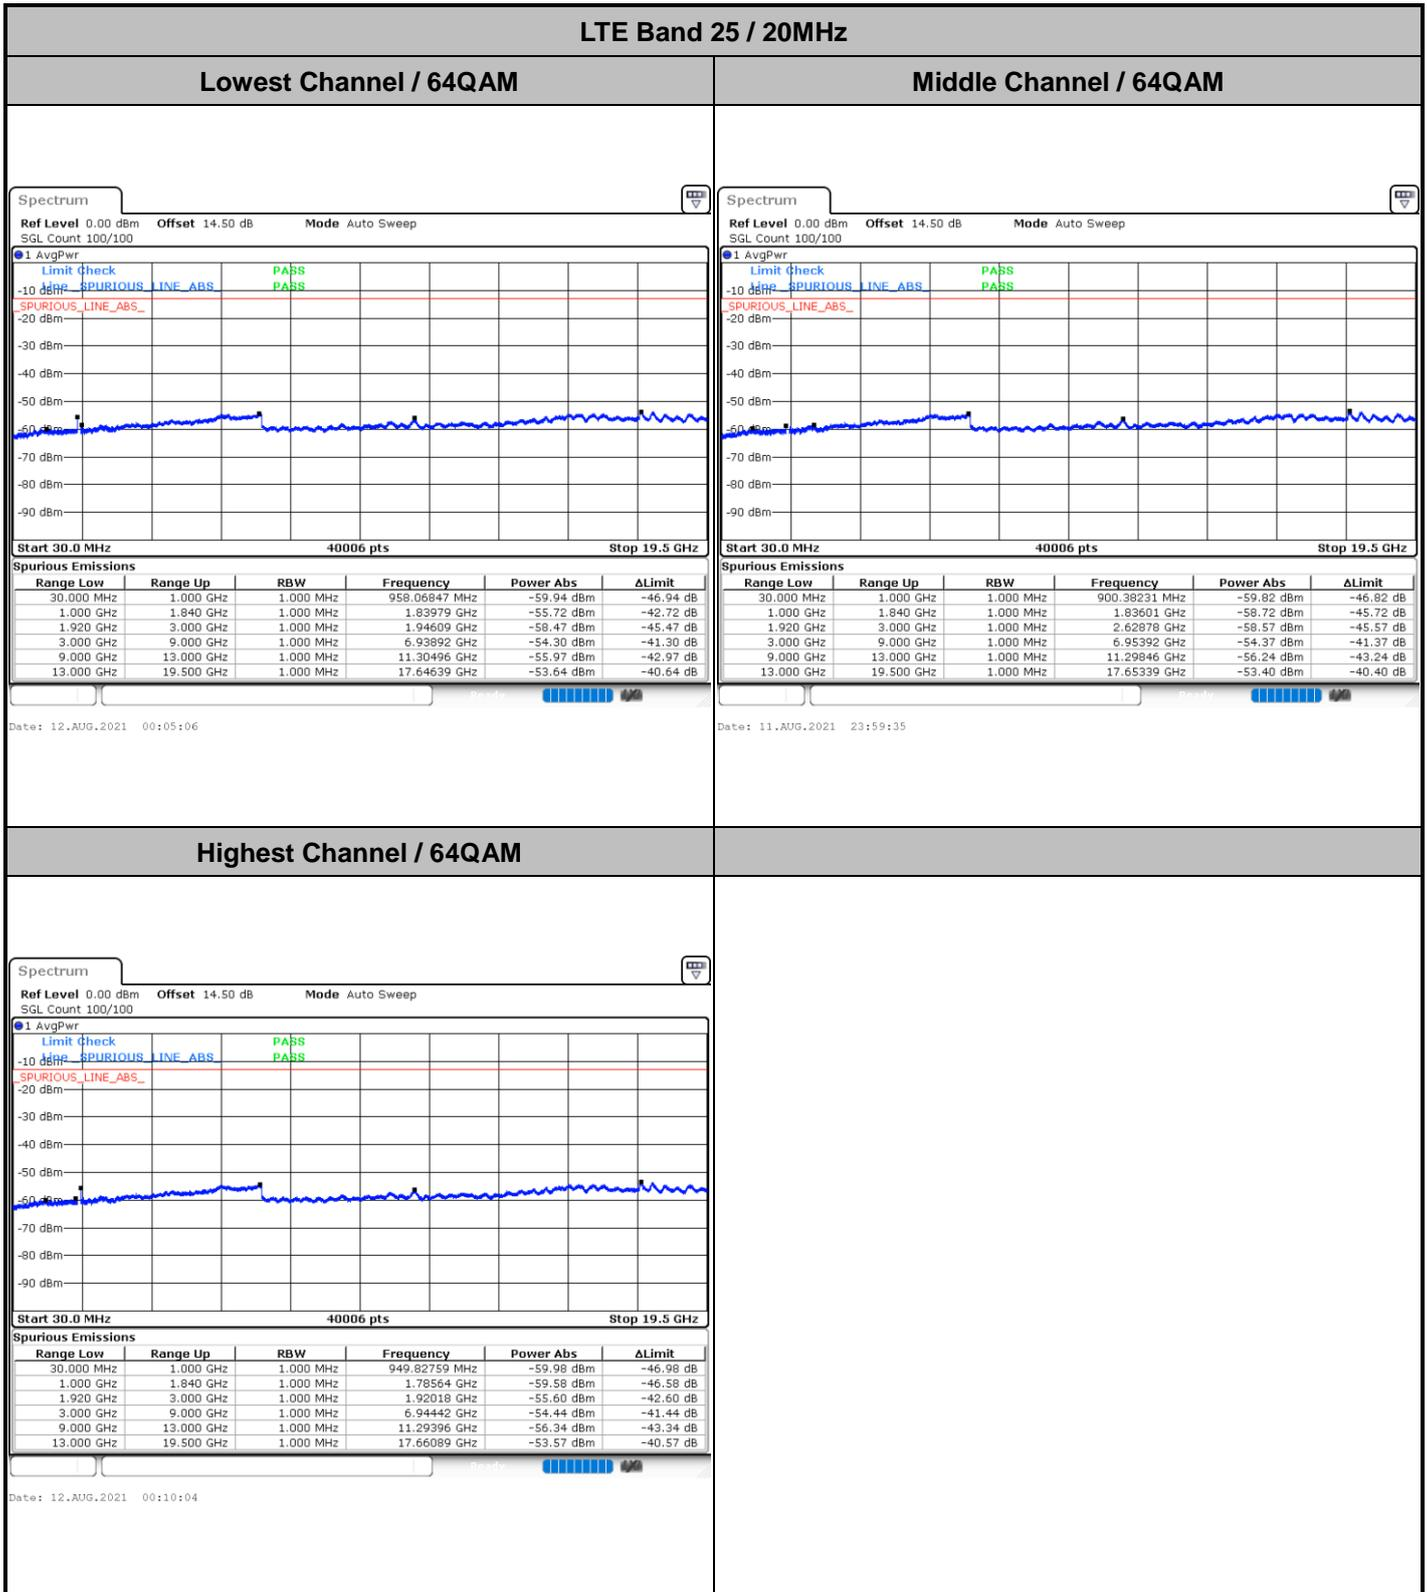 LTE Band 25 / 20MHz
Lowest Channel / 64QAM
Middle Channel / 64QAM
Spectrum
Ref Level 0.00 dBm Offset 14.50 dB Mode Auto Sweep
SGL Count 100/100
1 AvgPwr
Limit Check PASS
Line _SPURIOUS_LINE_ABS_ PASS
-10 dBm
_SPURIOUS_LINE_ABS_
-20 dBm
-30 dBm
-40 dBm
-50 dBm
-60 dBm
-70 dBm
-80 dBm
-90 dBm
Start 30.0 MHz 40006 pts Stop 19.5 GHz
Spurious Emissions
Range Low Range Up RBW Frequency Power Abs ΔLimit
30.000 MHz 1.000 GHz 1.000 MHz 958.06847 MHz -59.94 dBm -46.94 dB
1.000 GHz 1.840 GHz 1.000 MHz 1.83979 GHz -55.72 dBm -42.72 dB
1.920 GHz 3.000 GHz 1.000 MHz 1.94609 GHz -58.47 dBm -45.47 dB
3.000 GHz 9.000 GHz 1.000 MHz 6.93892 GHz -54.30 dBm -41.30 dB
9.000 GHz 13.000 GHz 1.000 MHz 11.30496 GHz -55.97 dBm -42.97 dB
13.000 GHz 19.500 GHz 1.000 MHz 17.64639 GHz -53.64 dBm -40.64 dB
Ready
Date: 12.AUG.2021 00:05:06
Spectrum
Ref Level 0.00 dBm Offset 14.50 dB Mode Auto Sweep
SGL Count 100/100
1 AvgPwr
Limit Check PASS
Line _SPURIOUS_LINE_ABS_ PASS
-10 dBm
_SPURIOUS_LINE_ABS_
-20 dBm
-30 dBm
-40 dBm
-50 dBm
-60 dBm
-70 dBm
-80 dBm
-90 dBm
Start 30.0 MHz 40006 pts Stop 19.5 GHz
Spurious Emissions
Range Low Range Up RBW Frequency Power Abs ΔLimit
30.000 MHz 1.000 GHz 1.000 MHz 900.38231 MHz -59.82 dBm -46.82 dB
1.000 GHz 1.840 GHz 1.000 MHz 1.83601 GHz -58.72 dBm -45.72 dB
1.920 GHz 3.000 GHz 1.000 MHz 2.62878 GHz -58.57 dBm -45.57 dB
3.000 GHz 9.000 GHz 1.000 MHz 6.95392 GHz -54.37 dBm -41.37 dB
9.000 GHz 13.000 GHz 1.000 MHz 11.29846 GHz -56.24 dBm -43.24 dB
13.000 GHz 19.500 GHz 1.000 MHz 17.65339 GHz -53.40 dBm -40.40 dB
Ready
Date: 11.AUG.2021 23:59:35
Highest Channel / 64QAM
Spectrum
Ref Level 0.00 dBm Offset 14.50 dB Mode Auto Sweep
SGL Count 100/100
1 AvgPwr
Limit Check PASS
Line _SPURIOUS_LINE_ABS_ PASS
-10 dBm
_SPURIOUS_LINE_ABS_
-20 dBm
-30 dBm
-40 dBm
-50 dBm
-60 dBm
-70 dBm
-80 dBm
-90 dBm
Start 30.0 MHz 40006 pts Stop 19.5 GHz
Spurious Emissions
Range Low Range Up RBW Frequency Power Abs ΔLimit
30.000 MHz 1.000 GHz 1.000 MHz 949.82759 MHz -59.98 dBm -46.98 dB
1.000 GHz 1.840 GHz 1.000 MHz 1.78564 GHz -59.58 dBm -46.58 dB
1.920 GHz 3.000 GHz 1.000 MHz 1.92018 GHz -55.60 dBm -42.60 dB
3.000 GHz 9.000 GHz 1.000 MHz 6.94442 GHz -54.44 dBm -41.44 dB
9.000 GHz 13.000 GHz 1.000 MHz 11.29396 GHz -56.34 dBm -43.34 dB
13.000 GHz 19.500 GHz 1.000 MHz 17.66089 GHz -53.57 dBm -40.57 dB
Ready
Date: 12.AUG.2021 00:10:04